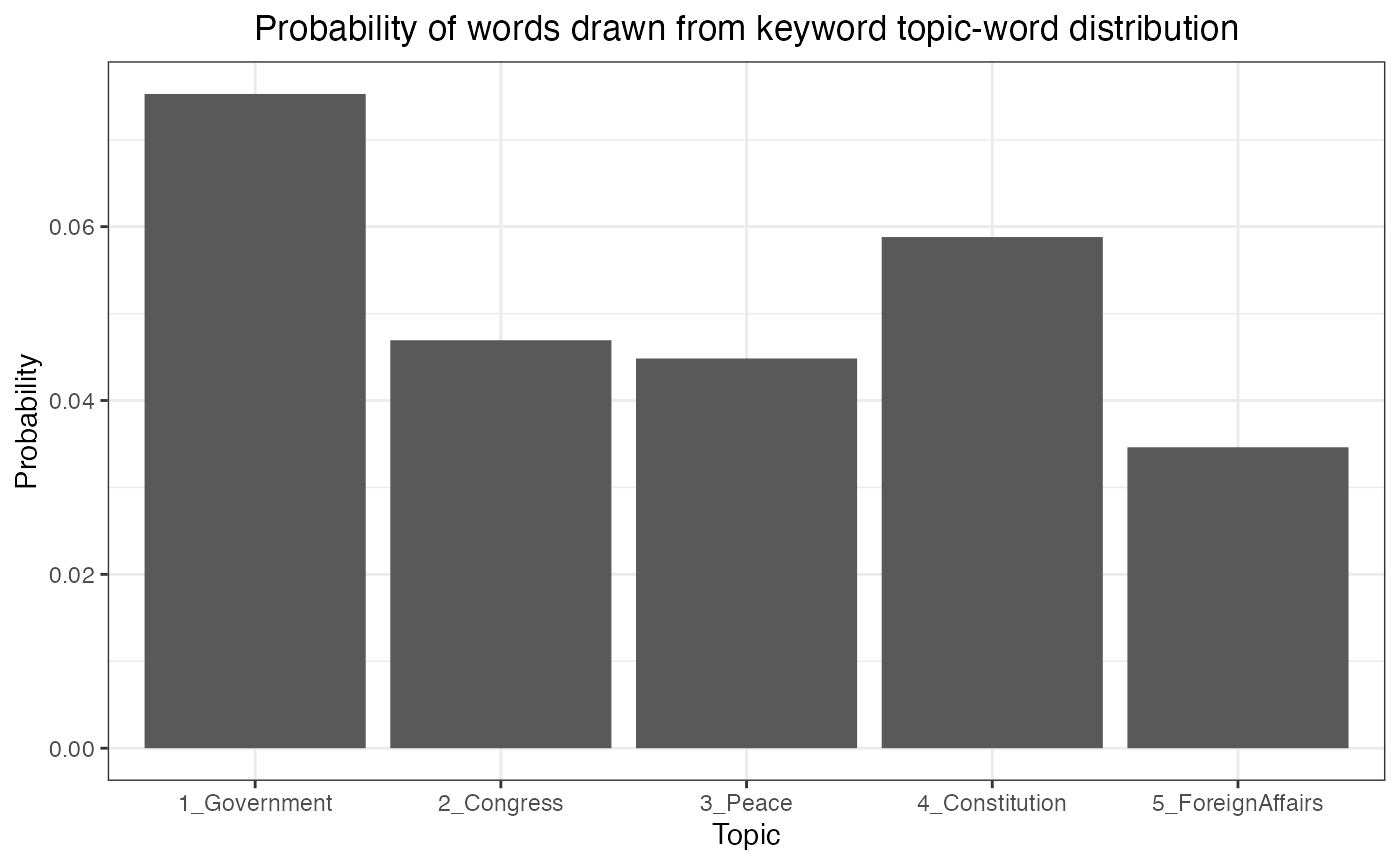 Probability of words drawn from keyword topic-word distribution
Probability
0.06
0.04
0.02
0.00
1_Government 2_Congress 3_Peace 4_Constitution 5_ForeignAffairs
Topic